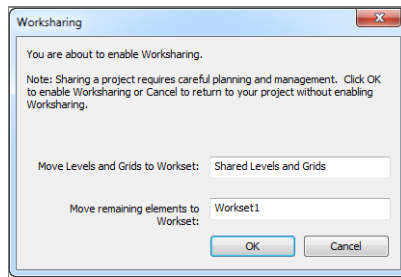 Worksharing
You are about to enable Worksharing.
Note: Sharing a project requires careful planning and management.  Click OK
to enable Worksharing or Cancel to return to your project without enabling
Worksharing.
Move Levels and Grids to Workset: Shared Levels and Grids
Move remaining elements to Workset1
Workset:
OK Cancel